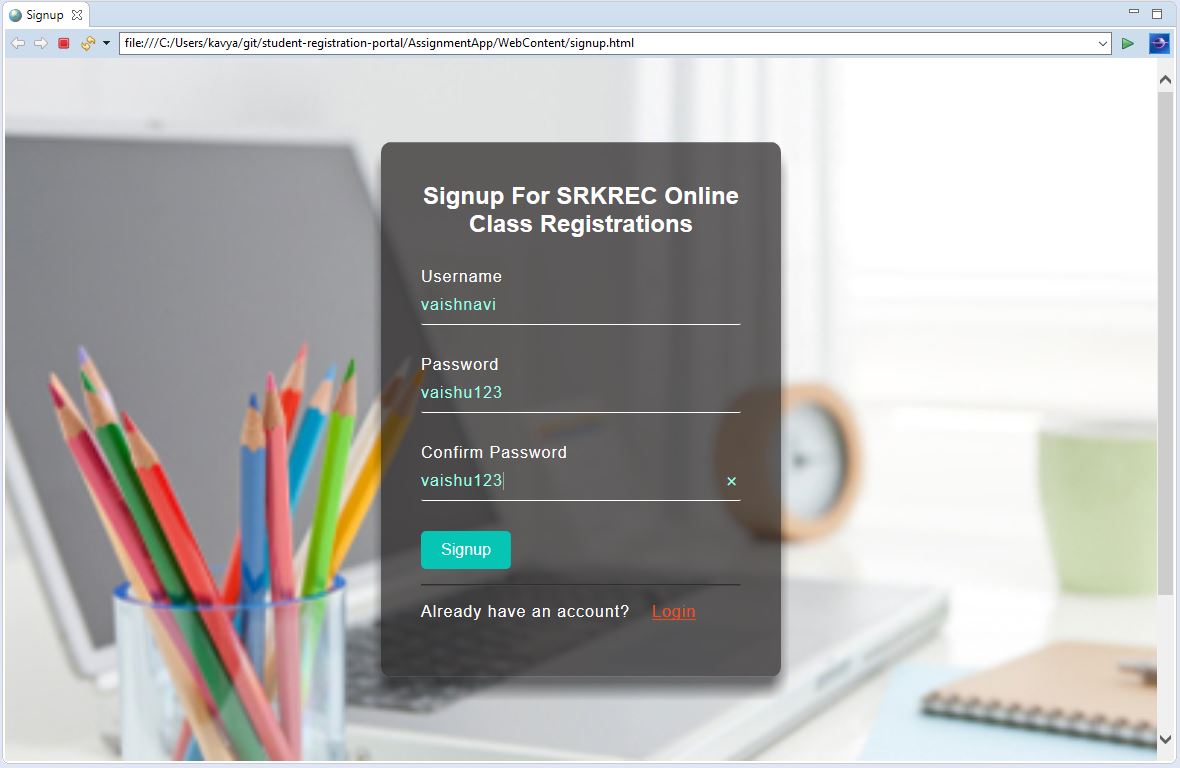 Signup
file:///C:/Users/kavya/git/student-registration-portal/AssignmentApp/WebContent/signup.html
Signup For SRKREC Online
Class Registrations
Username
vaishnavi
Password
vaishu123
Confirm Password
vaishu123
Signup
Already have an account? Login